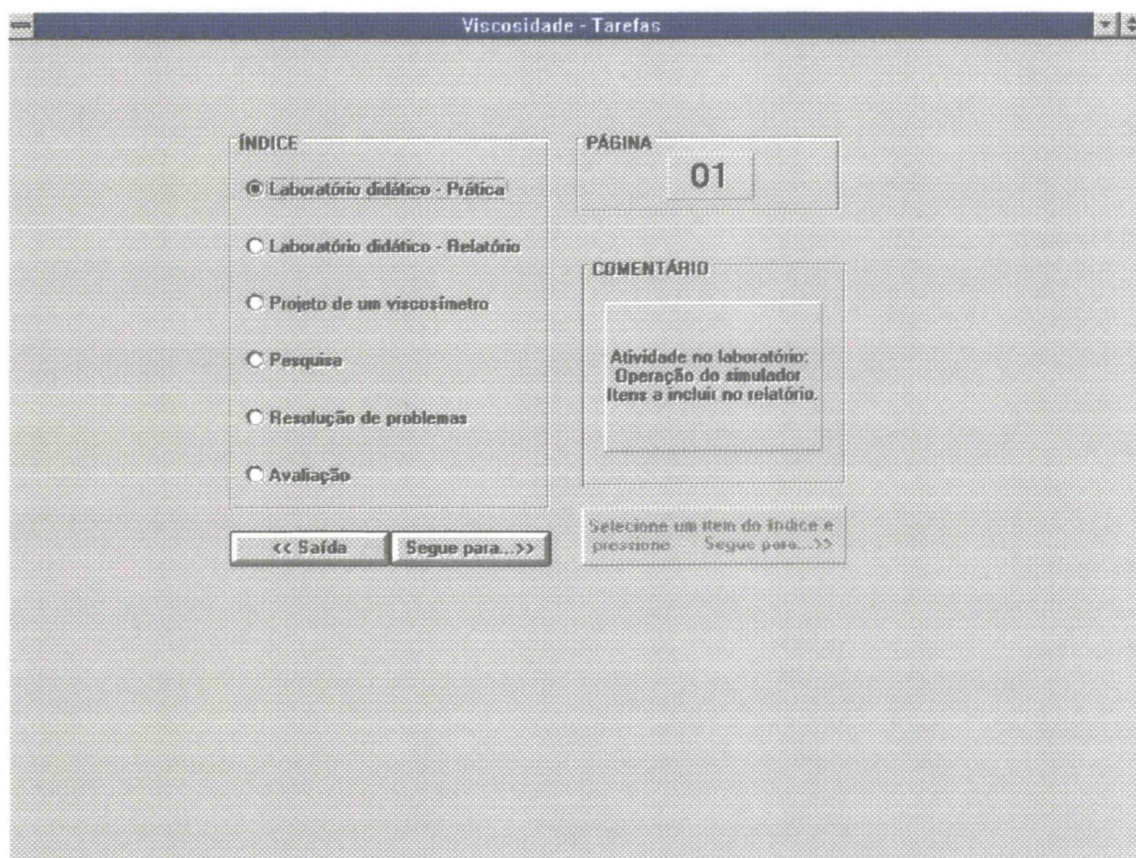 Viscosidade - Tarefas
ÍNDICE
Laboratório didático - Prática
Laboratório didático - Relatório
Projeto de um viscosímetro
Pesquisa
Resolução de problemas
Avaliação
<< Saída
Segue para...>>
PÁGINA
01
COMENTÁRIO
Atividade no laboratório:
Operação do simulador
Itens a incluir no relatório.
Selecione um item do índice e
pressione Segue para...>>